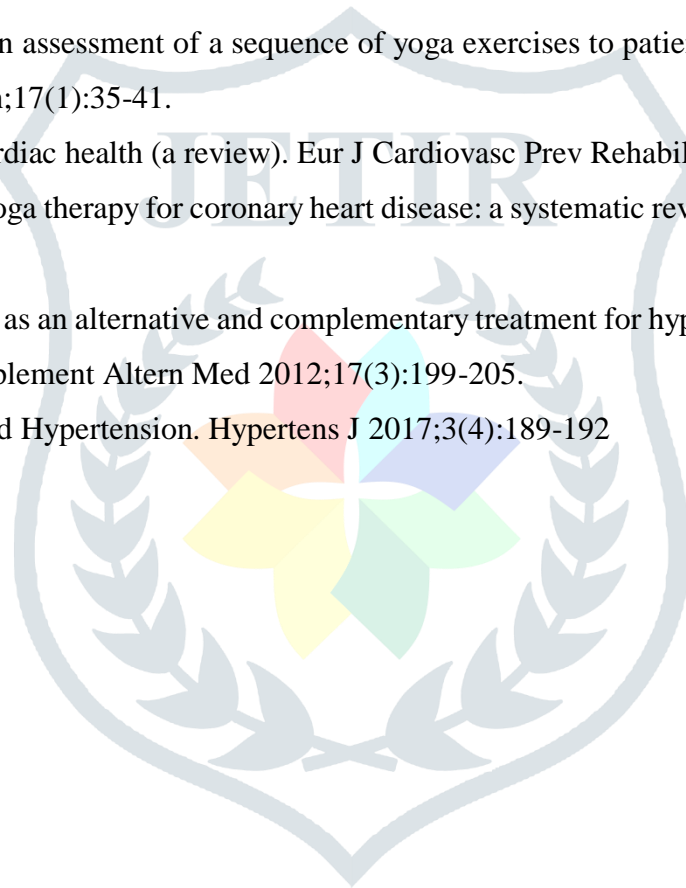 n assessment of a sequence of yoga exercises to patie
;17(1):35-41.
rdiac health (a review). Eur J Cardiovasc Prev Rehabil
JETIR
oga therapy for coronary heart disease: a systematic rev
as an alternative and complementary treatment for hyp
plement Altern Med 2012;17(3):199-205.
d Hypertension. Hypertens J 2017;3(4):189-192